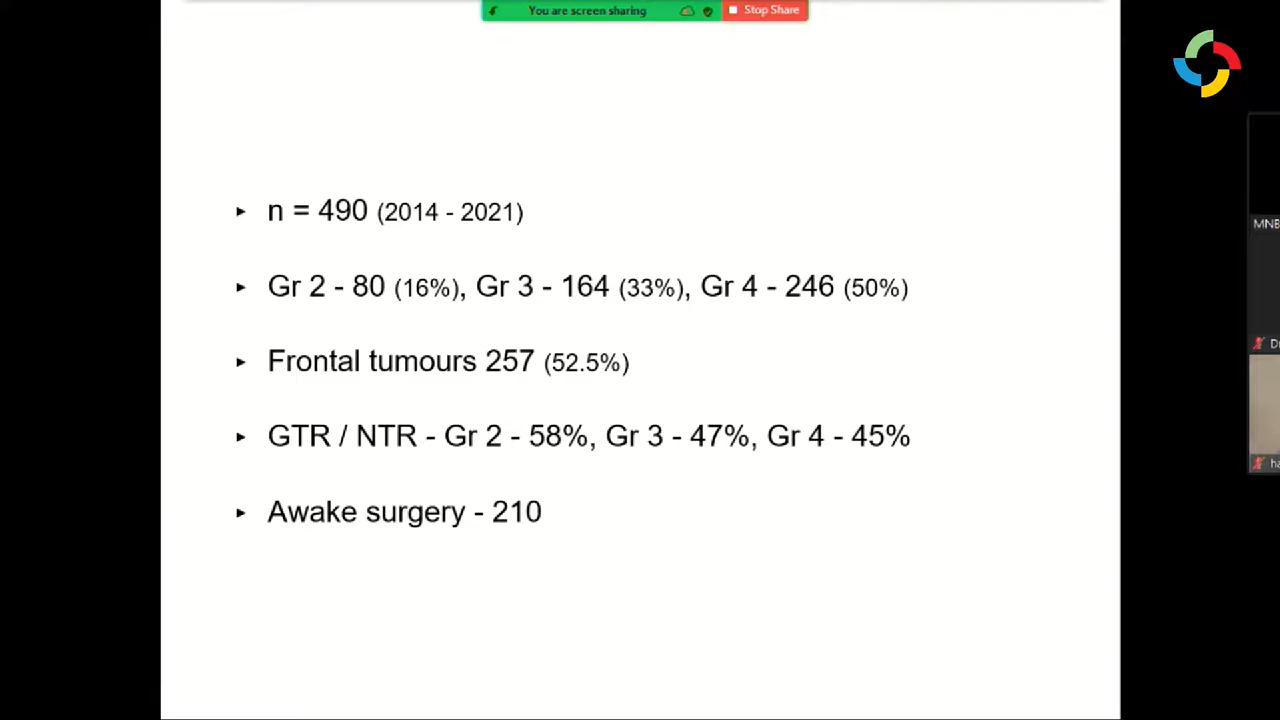 You are screen sharing
Stop Share
▸ n = 490 (2014 - 2021)
▸ Gr 2 - 80 (16%), Gr 3 - 164 (33%), Gr 4 - 246 (50%)
▸ Frontal tumours 257 (52.5%)
▸ GTR / NTR - Gr 2 - 58%, Gr 3 - 47%, Gr 4 - 45%
▸ Awake surgery - 210
MNB
D
ha